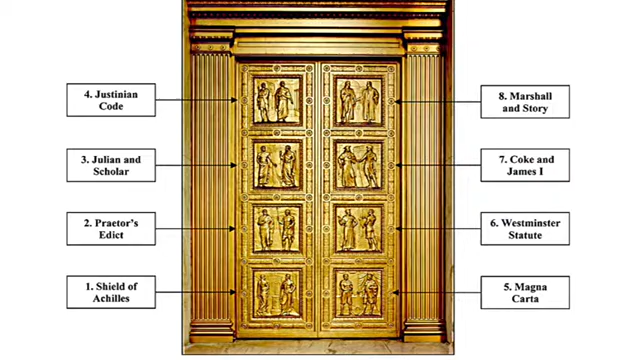 4. Justinian
Code
3. Julian and
Scholar
2. Praetor's
Edict
1. Shield of
Achilles
8. Marshall
and Story
7. Coke and
James I
6. Westminster
Statute
5. Magna
Carta